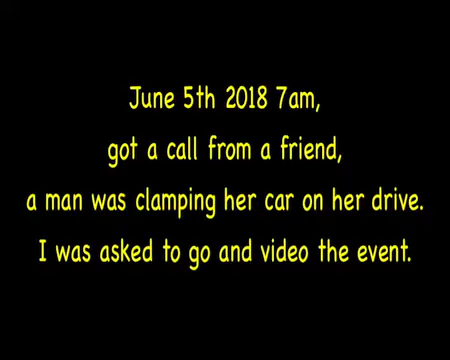 June 5th 2018 7am,
got a call from a friend,
a man was clamping her car on her drive.
I was asked to go and video the event.